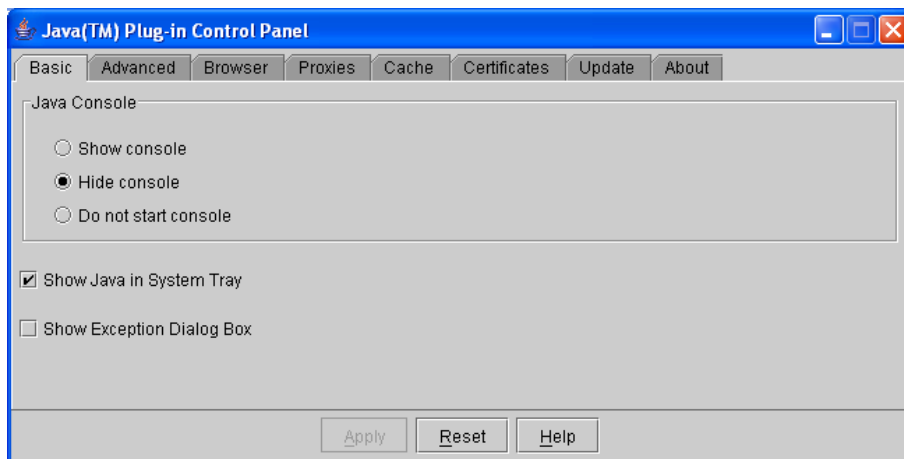 Java(TM) Plug-in Control Panel
Basic Advanced Browser Proxies Cache Certificates Update About
Java Console
Show console
Hide console
Do not start console
Show Java in System Tray
Show Exception Dialog Box
Apply Reset Help